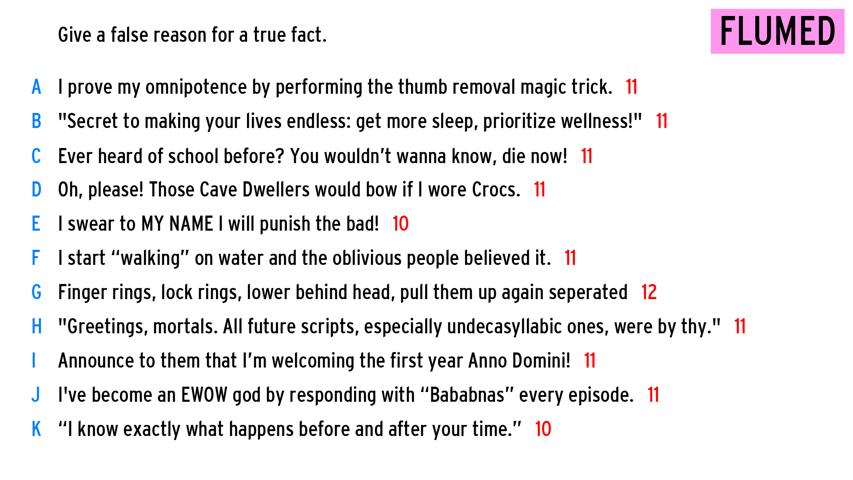 Give a false reason for a true fact.
FLUMED
A I prove my omnipotence by performing the thumb removal magic trick. 11
B "Secret to making your lives endless: get more sleep, prioritize wellness!" 11
C Ever heard of school before? You wouldn’t wanna know, die now! 11
D Oh, please! Those Cave Dwellers would bow if I wore Crocs. 11
E I swear to MY NAME I will punish the bad! 10
F I start “walking” on water and the oblivious people believed it. 11
G Finger rings, lock rings, lower behind head, pull them up again seperated 12
H "Greetings, mortals. All future scripts, especially undecasyllabic ones, were by thy." 11
I Announce to them that I’m welcoming the first year Anno Domini! 11
J I've become an EWOW god by responding with “Bababnas” every episode. 11
K “I know exactly what happens before and after your time.” 10